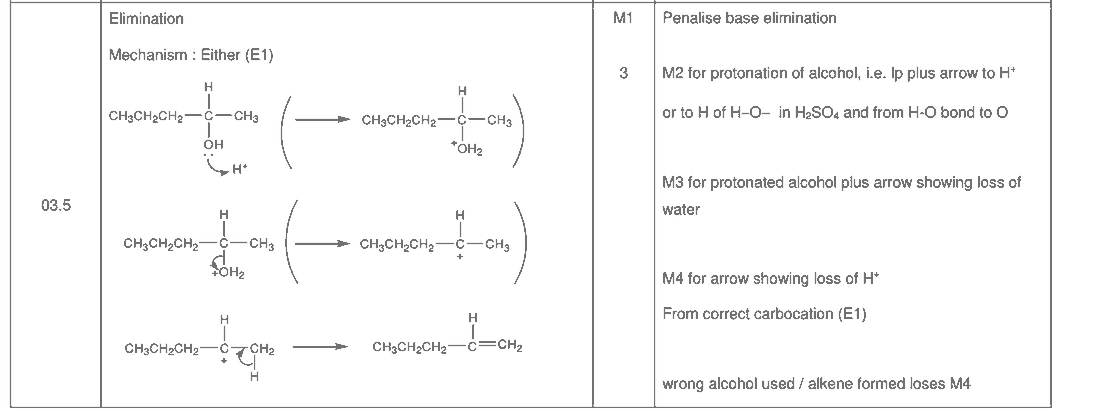 Elimination
M1
Penalise base elimination
Mechanism : Either (E1)
3
M2 for protonation of alcohol, i.e. lp plus arrow to H⁺
or to H of H–O– in H₂SO₄ and from H-O bond to O
H
CH₃CH₂CH₂—C—CH₃
OH
H⁺
H
CH₃CH₂CH₂—C—CH₃
⁺OH₂
M3 for protonated alcohol plus arrow showing loss of
water
03.5
H
CH₃CH₂CH₂—C—CH₃
+OH₂
H
CH₃CH₂CH₂—C—CH₃
+
M4 for arrow showing loss of H⁺
From correct carbocation (E1)
H
CH₃CH₂CH₂—C—CH₂
+
H
H
CH₃CH₂CH₂—C=CH₂
wrong alcohol used / alkene formed loses M4